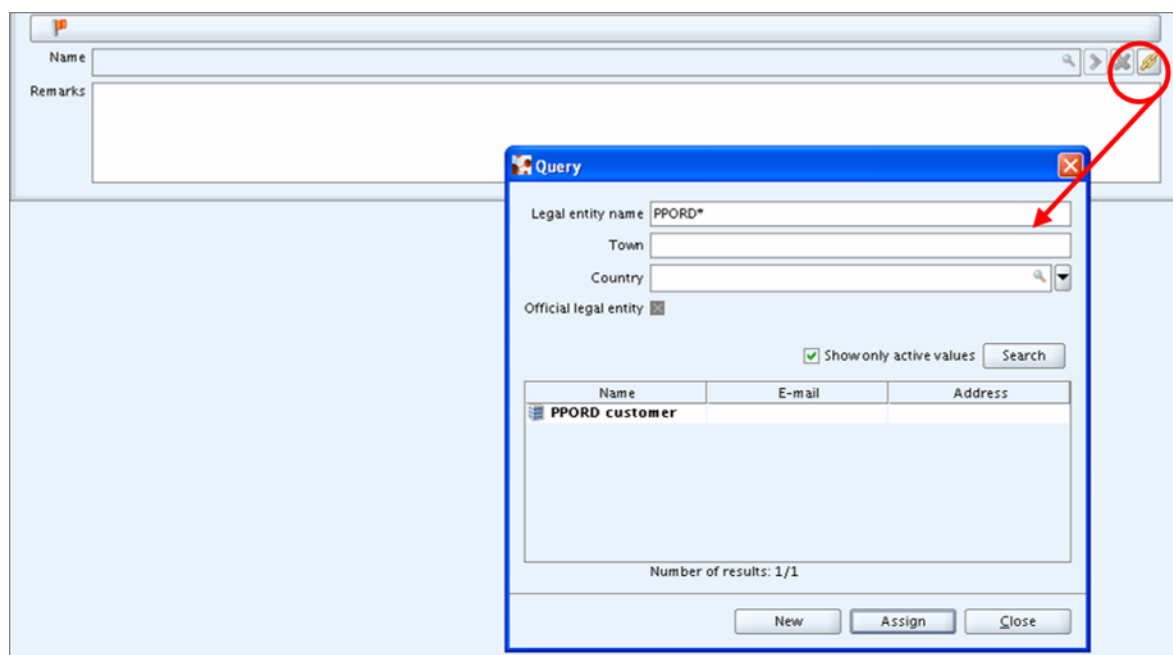 Name
Remarks
Query
Legal entity name PPORD*
Town
Country
Official legal entity
Show only active values Search
Name E-mail Address
PPORD customer
Number of results: 1/1
New Assign Close